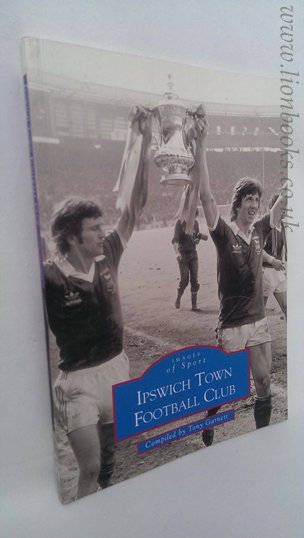 IMAGES
of Sport
IPSWICH TOWN
FOOTBALL CLUB
Compiled by Tony Garnett
www.lionbooks.co.uk